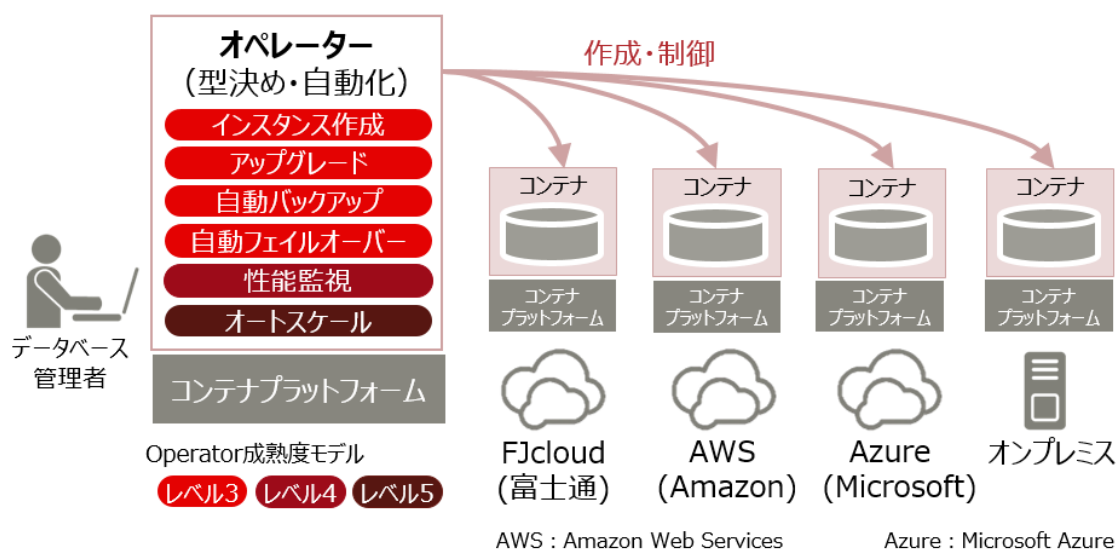 オペレーター
（型決め・自動化）
インスタンス作成
アップグレード
自動バックアップ
自動フェイルオーバー
性能監視
オートスケール
コンテナプラットフォーム
データベース
管理者
Operator成熟度モデル
レベル3 レベル4 レベル5
作成・制御
コンテナ
コンテナ
プラットフォーム
FJcloud
(富士通)
コンテナ
コンテナ
プラットフォーム
AWS
(Amazon)
コンテナ
コンテナ
プラットフォーム
Azure
(Microsoft)
コンテナ
コンテナ
プラットフォーム
オンプレミス
AWS : Amazon Web Services
Azure : Microsoft Azure